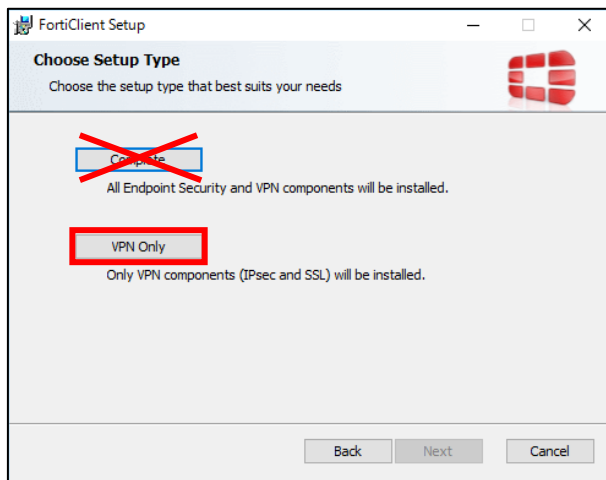 FortiClient Setup
Choose Setup Type
Choose the setup type that best suits your needs
Complete
All Endpoint Security and VPN components will be installed.
VPN Only
Only VPN components (IPsec and SSL) will be installed.
Back Next Cancel